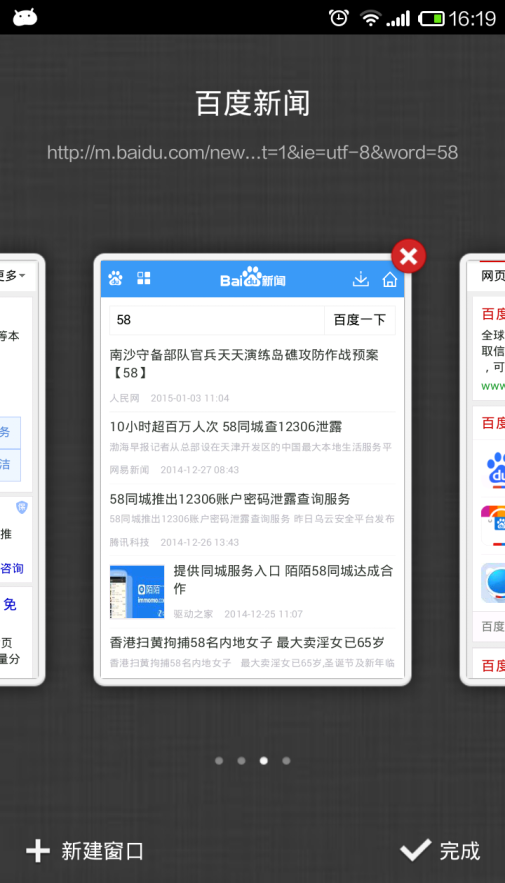 16:19
百度新闻
http://m.baidu.com/new...t=1&ie=utf-8&word=58
更多
等本
务
洁
推
咨询
免
页
量分
Bai du 新闻
58
百度一下
南沙守备部队官兵天天演练岛礁攻防作战预案
【58】
人民网 2015-01-03 11:04
10小时超百万人次 58同城查12306泄露
渤海早报记者从总部设在天津开发区的中国最大本地生活服务平
网易新闻 2014-12-27 08:43
58同城推出12306账户密码泄露查询服务
58同城推出12306账户密码泄露查询服务 昨日乌云安全平台发布
腾讯科技 2014-12-26 13:43
陌陌
immomo.c
提供同城服务入口 陌陌58同城达成合
作
驱动之家 2014-12-25 11:07
香港扫黄拘捕58名内地女子 最大卖淫女已65岁
香港扫黄拘捕58名内地女子 最大卖淫女已65岁,圣诞节及新年临
网页
百度
全球
取信
，可
www
百度
du
百度
百度
新建窗口
完成